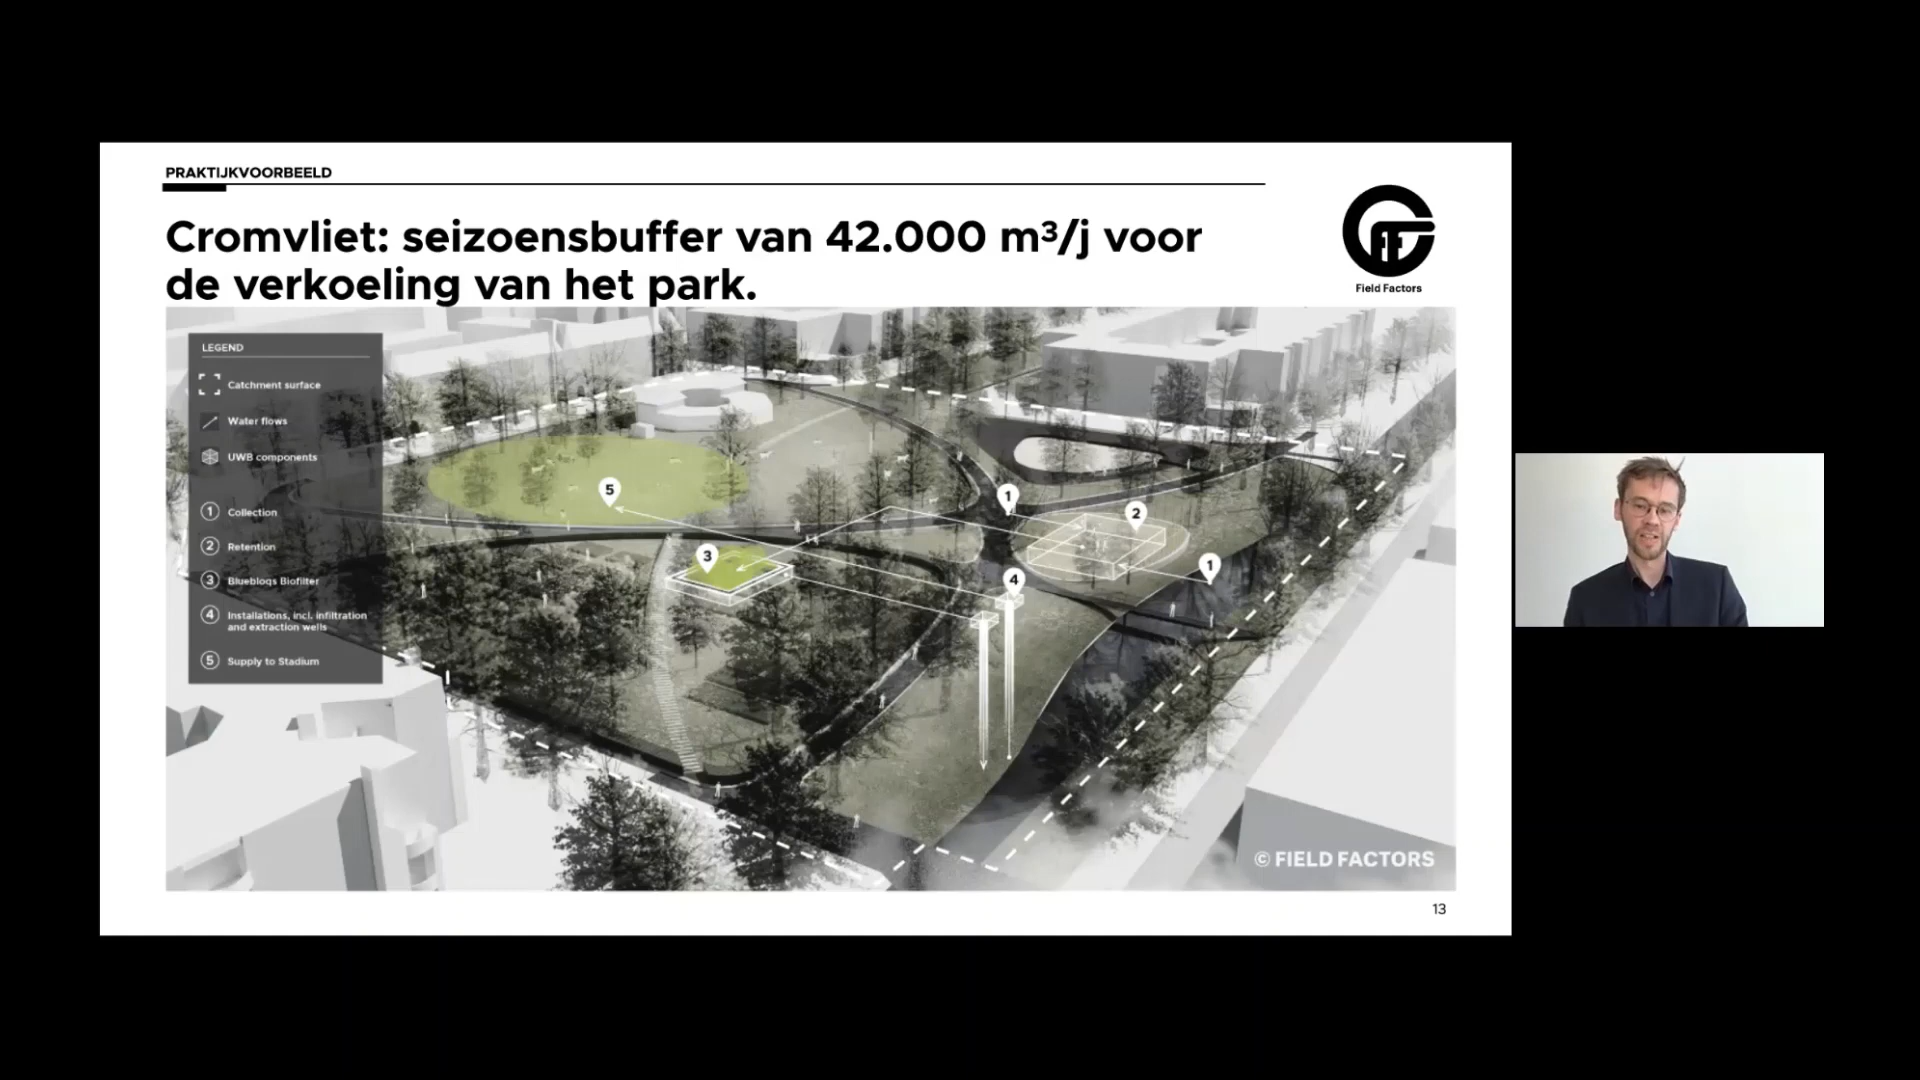 PRAKTIJKVOORBEELD
Cromvliet: seizoensbuffer van 42.000 m³/j voor
de verkoeling van het park.
Field Factors
LEGEND
Catchment surface
Water flows
UWB components
1 Collection
2 Retention
3 Bluebloqs Biofilter
4 Installations, incl. infiltration
and extraction wells
5 Supply to Stadium
5
1
2
3
4
1
© FIELD FACTORS
13